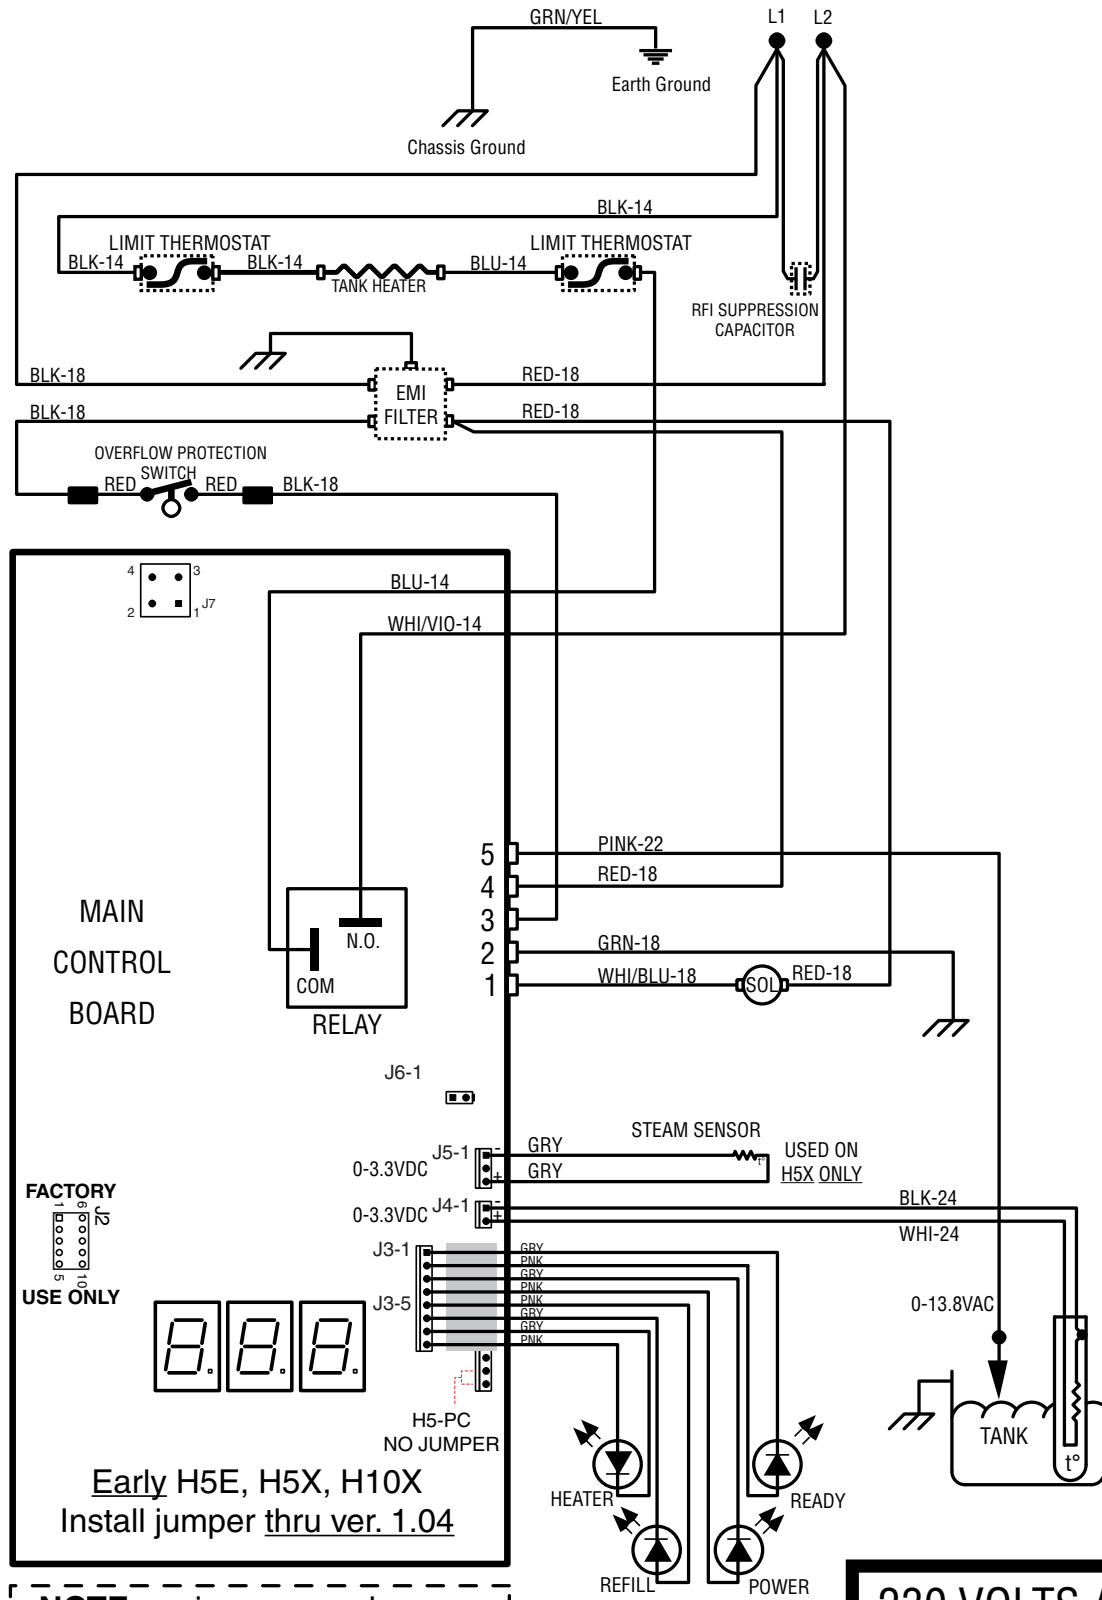 GRN/YEL
L1 L2
Earth Ground
Chassis Ground
BLK-14
LIMIT THERMOSTAT
LIMIT THERMOSTAT
BLK-14
BLK-14
BLU-14
TANK HEATER
RFI SUPPRESSION
CAPACITOR
BLK-18
EMI
FILTER
RED-18
BLK-18
RED-18
OVERFLOW PROTECTION
SWITCH
RED
RED
BLK-18
4 3
2 1 J7
BLU-14
WHI/VIO-14
MAIN
CONTROL
BOARD
N.O.
COM
RELAY
5 PINK-22
4 RED-18
3
2 GRN-18
1 WHI/BLU-18
SOL
RED-18
J6-1
STEAM SENSOR
J5-1
0-3.3VDC
-
+
GRY
GRY
t°
USED ON
H5X ONLY
J4-1
0-3.3VDC
-
+
BLK-24
WHI-24
FACTORY
1 6 J2
5 10
USE ONLY
J3-1
J3-5
GRY
PNK
GRY
PNK
PNK
GRY
GRY
PNK
0-13.8VAC
8. 8. 8.
H5-PC
NO JUMPER
TANK
t°
Early H5E, H5X, H10X
Install jumper thru ver. 1.04
HEATER
READY
REFILL
POWER